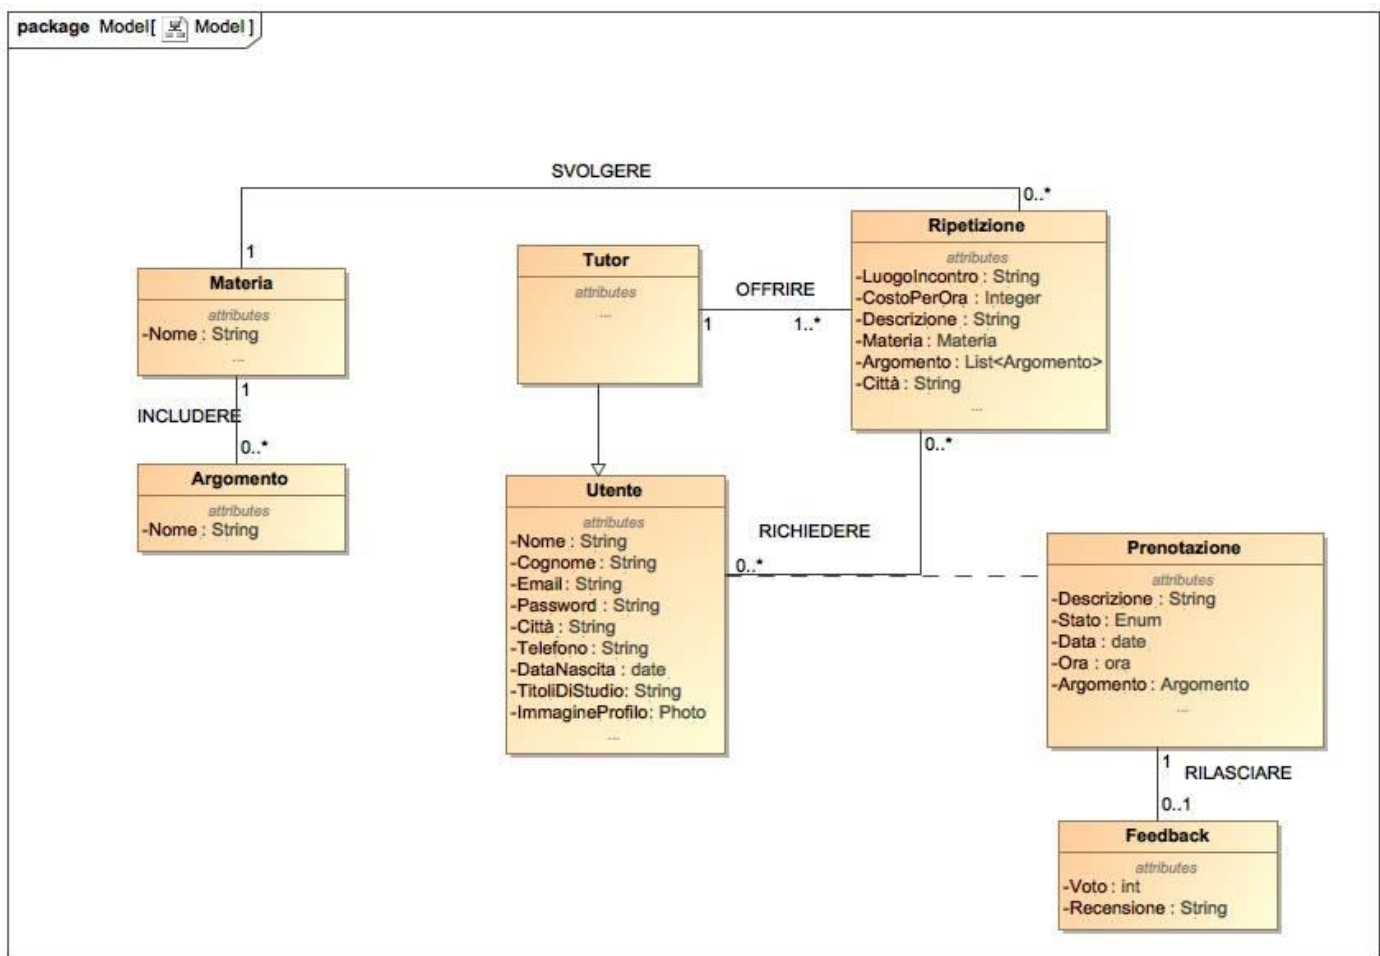 package Model[ Model ]
SVOLGERE
0..*
1
Ripetizione
attributes
-LuogoIncontro : String
-CostoPerOra : Integer
-Descrizione : String
-Materia : Materia
-Argomento : List<Argomento>
-Città : String
...
Tutor
attributes
...
OFFRIRE
1
1..*
Materia
attributes
-Nome : String
...
1
INCLUDERE
0..*
Argomento
attributes
-Nome : String
0..*
Utente
attributes
-Nome : String
-Cognome : String
-Email : String
-Password : String
-Città : String
-Telefono : String
-DataNascita : date
-TitoliDiStudio: String
-ImmagineProfilo: Photo
...
RICHIEDERE
0..*
Prenotazione
attributes
-Descrizione : String
-Stato : Enum
-Data : date
-Ora : ora
-Argomento : Argomento
...
1
RILASCIARE
0..1
Feedback
attributes
-Voto : int
-Recensione : String